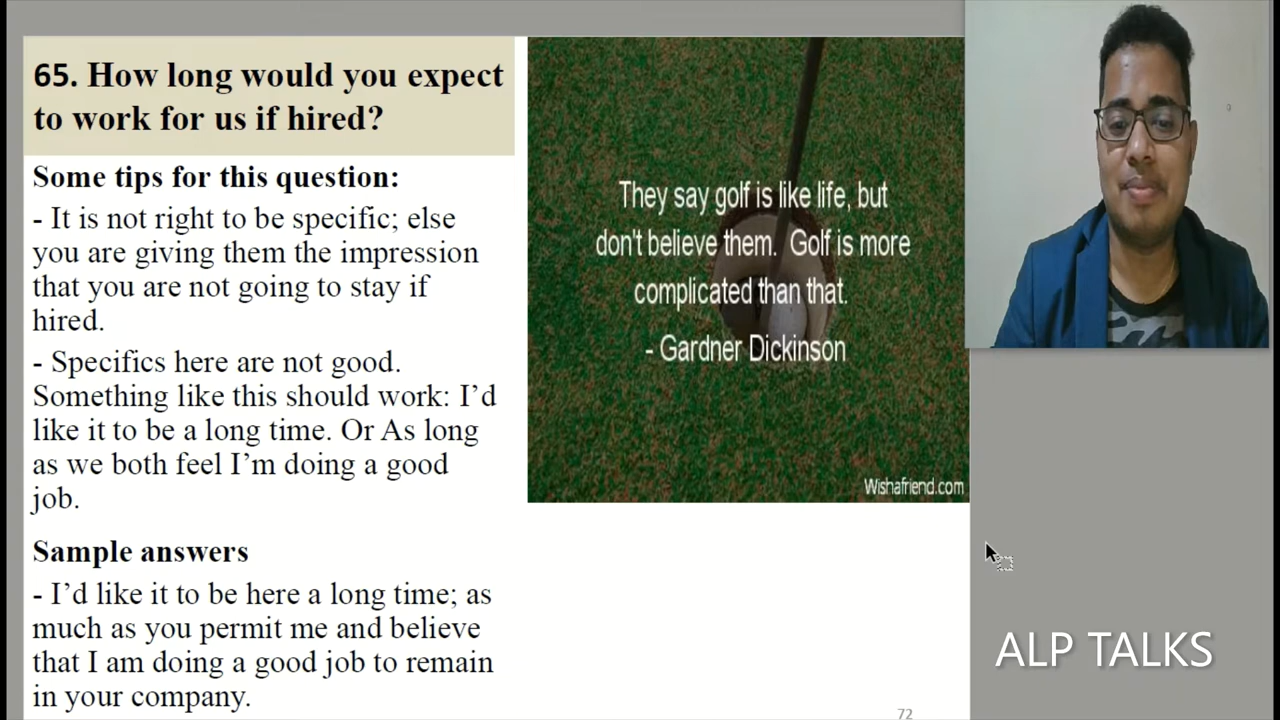 65. How long would you expect
to work for us if hired?
Some tips for this question:
- It is not right to be specific; else
you are giving them the impression
that you are not going to stay if
hired.
- Specifics here are not good.
Something like this should work: I’d
like it to be a long time. Or As long
as we both feel I’m doing a good
job.
Sample answers
- I’d like it to be here a long time; as
much as you permit me and believe
that I am doing a good job to remain
in your company.
They say golf is like life, but
don't believe them. Golf is more
complicated than that.
- Gardner Dickinson
Wishafriend.com
ALP TALKS
72